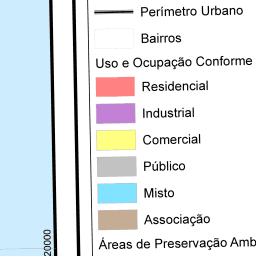 Perímetro Urbano
Bairros
Uso e Ocupação Conforme
Residencial
Industrial
Comercial
Público
Misto
Associação
Áreas de Preservação Amb
20000